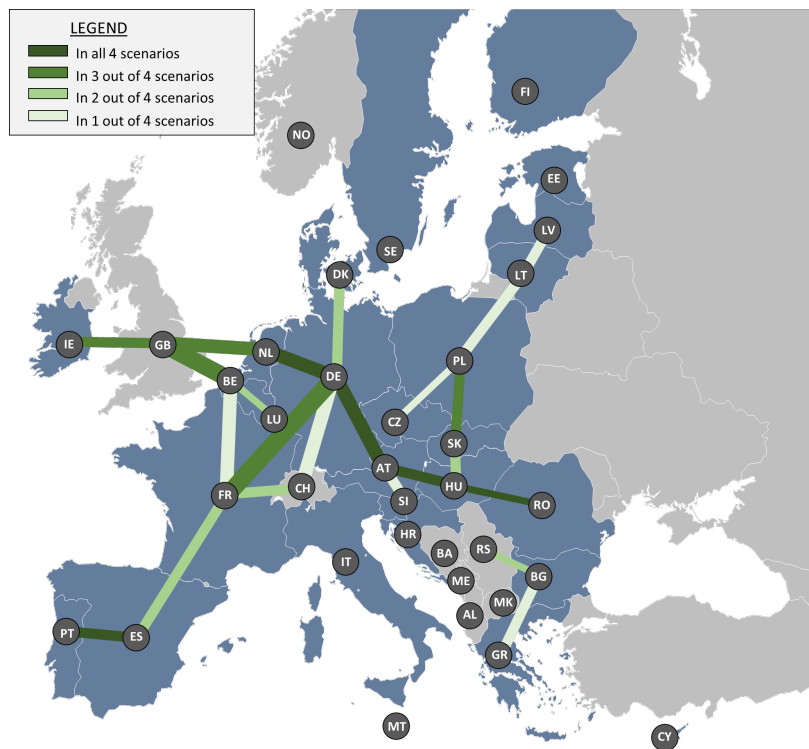 LEGEND
In all 4 scenarios
In 3 out of 4 scenarios
In 2 out of 4 scenarios
In 1 out of 4 scenarios
FI
NO
EE
LV
SE
DK
LT
IE
GB
NL
PL
BE
DE
LU
CZ
SK
AT
HU
FR
CH
SI
RO
HR
BA
RS
IT
ME
BG
MK
AL
PT
ES
GR
MT
CY